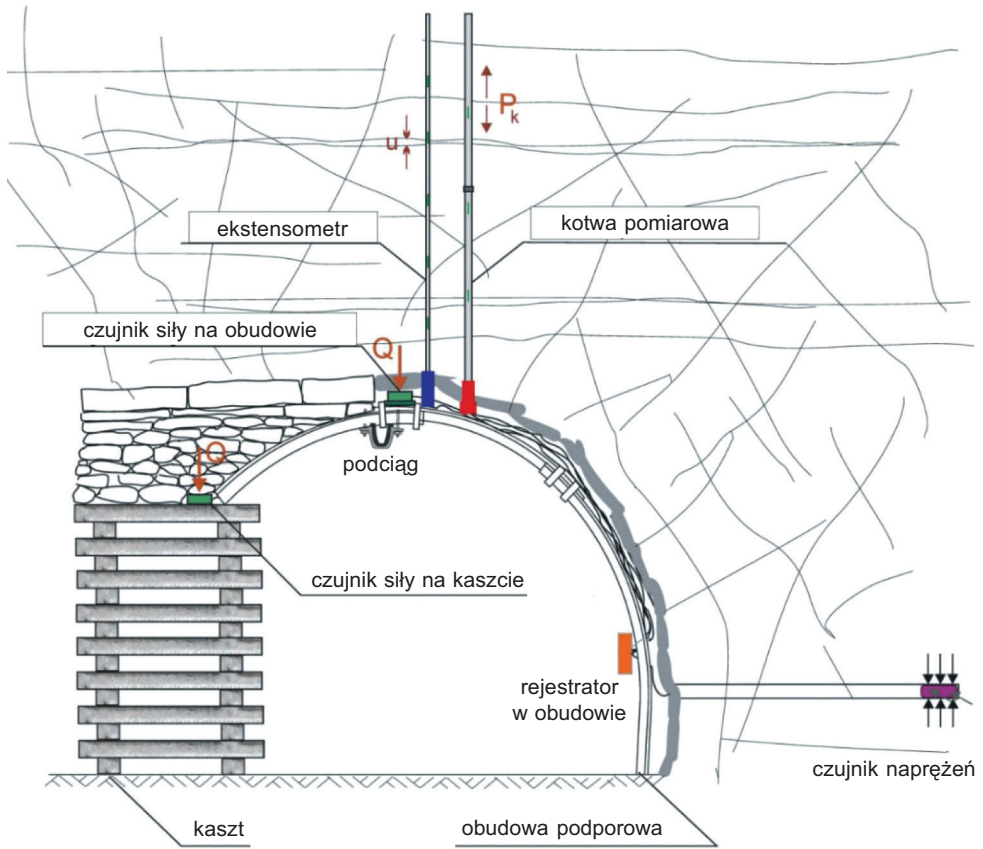 P k
u
ekstensometr
kotwa pomiarowa
czujnik siły na obudowie
Q
podciąg
Q
czujnik siły na kaszcie
rejestrator
w obudowie
czujnik naprężeń
kaszt
obudowa podporowa